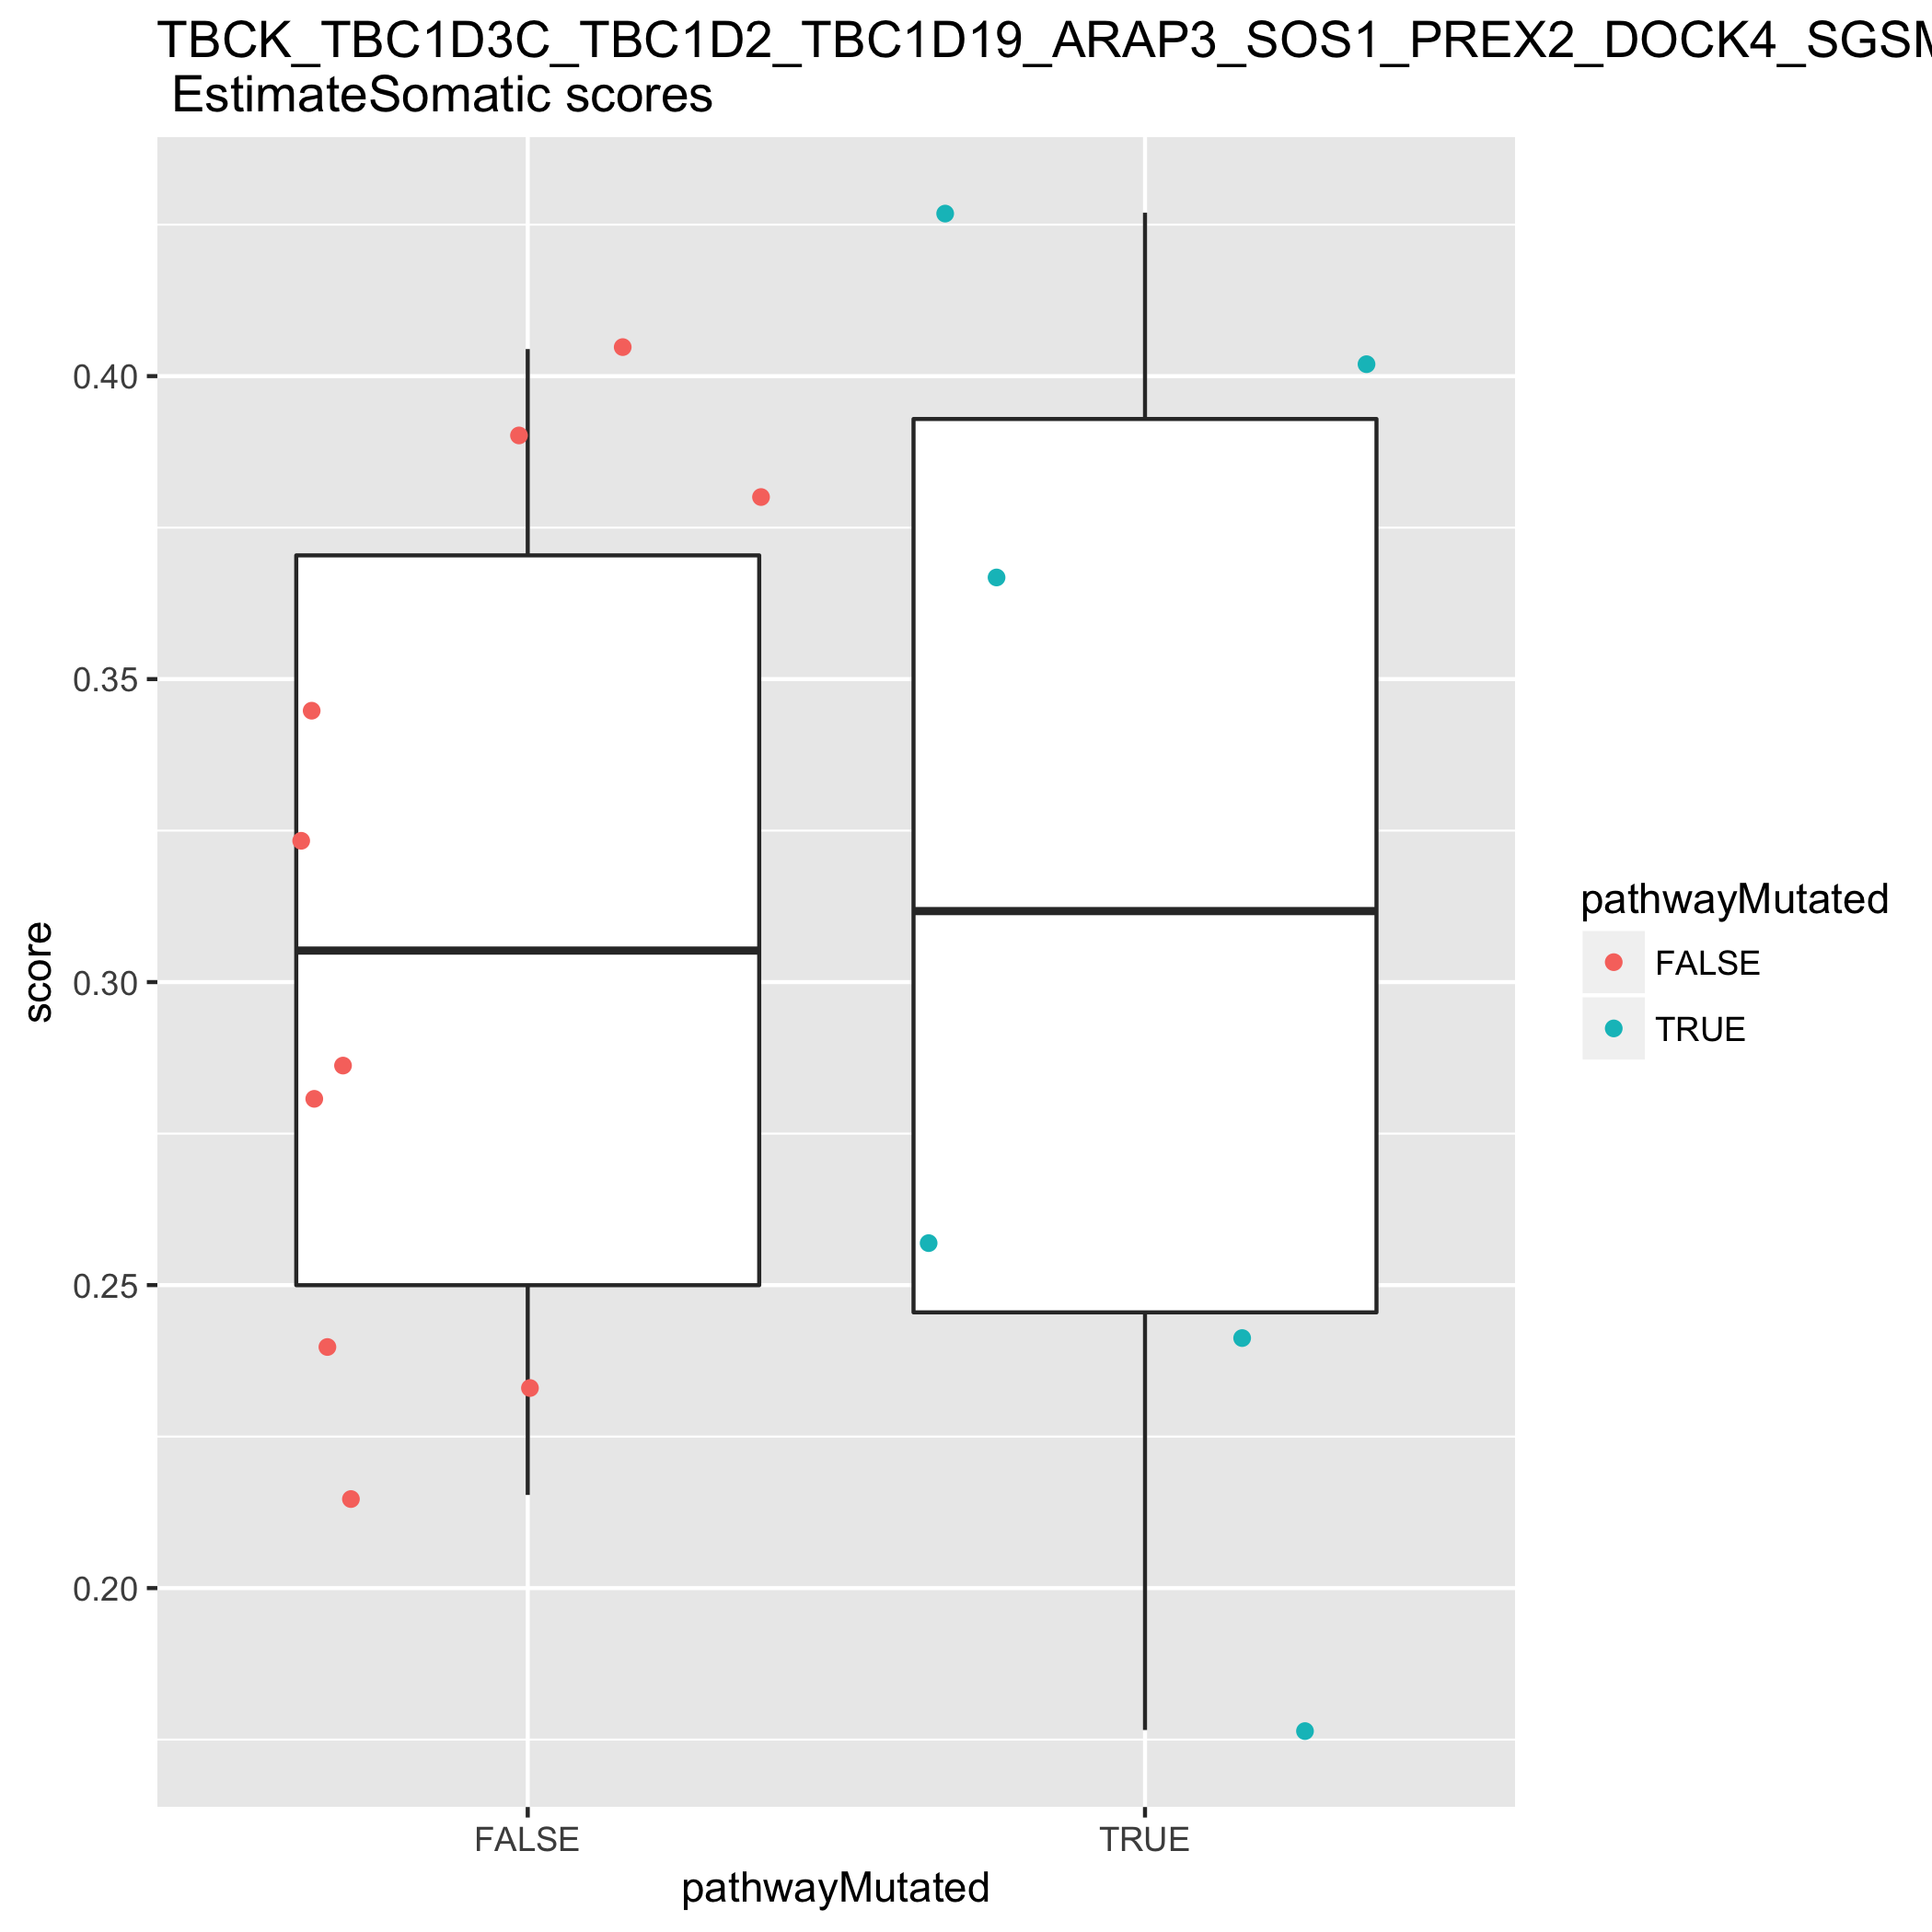 TBCK_TBC1D3C_TBC1D2_TBC1D19_ARAP3_SOS1_PREX2_DOCK4_SGSM
EstimateSomatic scores
0.40
0.35
0.30
0.25
0.20
score
FALSE
TRUE
pathwayMutated
pathwayMutated
FALSE
TRUE